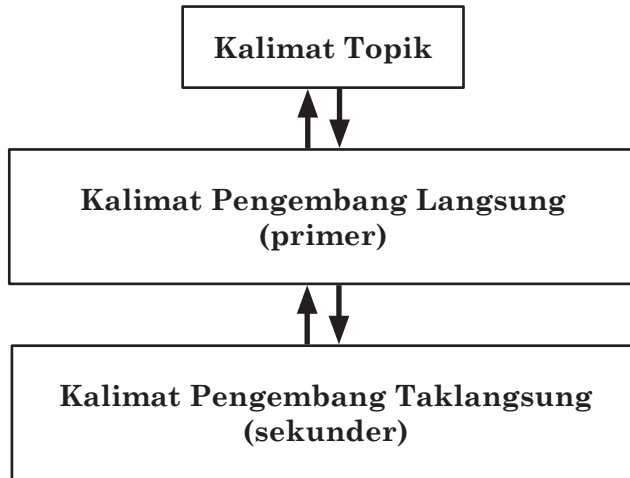 Kalimat Topik
Kalimat Pengembang Langsung
(primer)
Kalimat Pengembang Taklangsung
(sekunder)